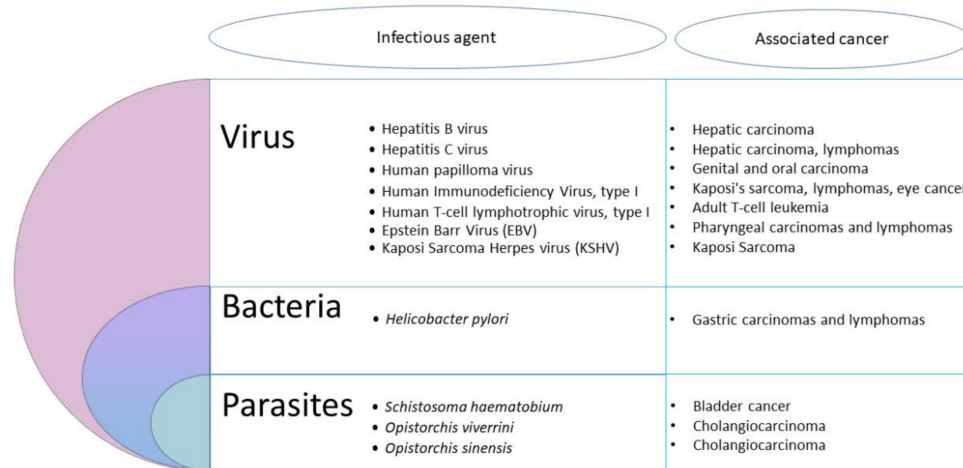 Infectious agent
Associated cancer
Virus
• Hepatitis B virus
• Hepatitis C virus
• Human papilloma virus
• Human Immunodeficiency Virus, type I
• Human T-cell lymphotrophic virus, type I
• Epstein Barr Virus (EBV)
• Kaposi Sarcoma Herpes virus (KSHV)
• Hepatic carcinoma
• Hepatic carcinoma, lymphomas
• Genital and oral carcinoma
• Kaposi's sarcoma, lymphomas, eye cancer
• Adult T-cell leukemia
• Pharyngeal carcinomas and lymphomas
• Kaposi Sarcoma
Bacteria
• Helicobacter pylori
• Gastric carcinomas and lymphomas
Parasites
• Schistosoma haematobium
• Opistorchis viverrini
• Opistorchis sinensis
• Bladder cancer
• Cholangiocarcinoma
• Cholangiocarcinoma